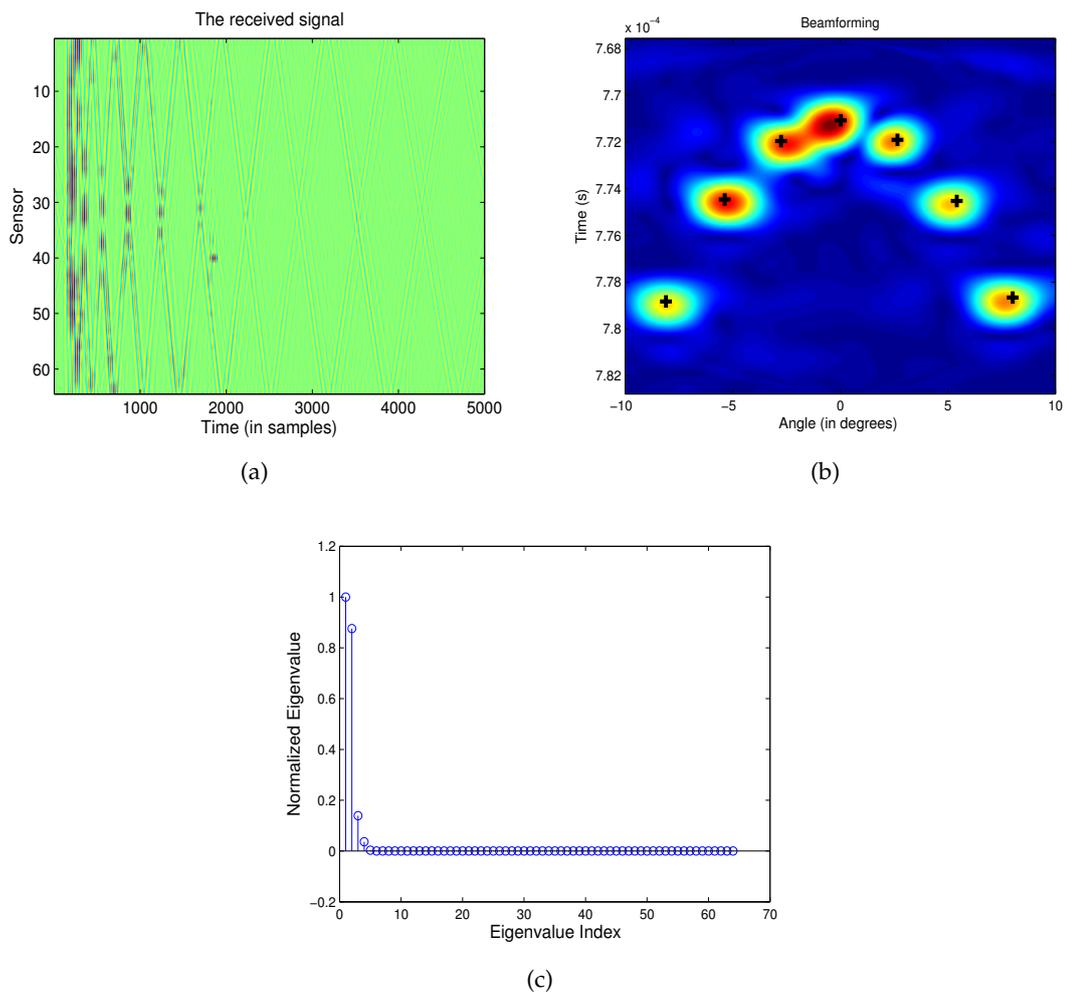 The received signal
10
20
30
40
50
60
Sensor
1000 2000 3000 4000 5000
Time (in samples)
(a)
Beamforming
x 10⁻⁴
7.68
7.7
7.72
7.74
7.76
7.78
7.8
7.82
Time (s)
−10 −5 0 5 10
Angle (in degrees)
(b)
1.2
1
0.8
0.6
0.4
0.2
0
−0.2
Normalized Eigenvalue
0 10 20 30 40 50 60 70
Eigenvalue Index
(c)